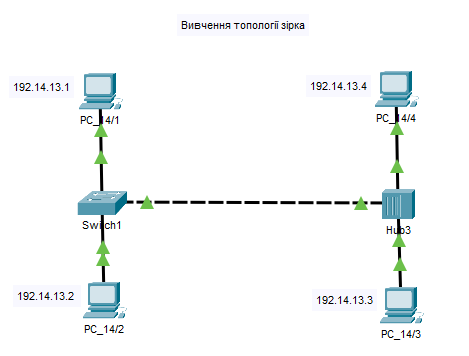 Вивчення топології зірка
192.14.13.1
PC_14/1
192.14.13.4
PC_14/4
Switch1
Hub3
192.14.13.2
PC_14/2
192.14.13.3
PC_14/3